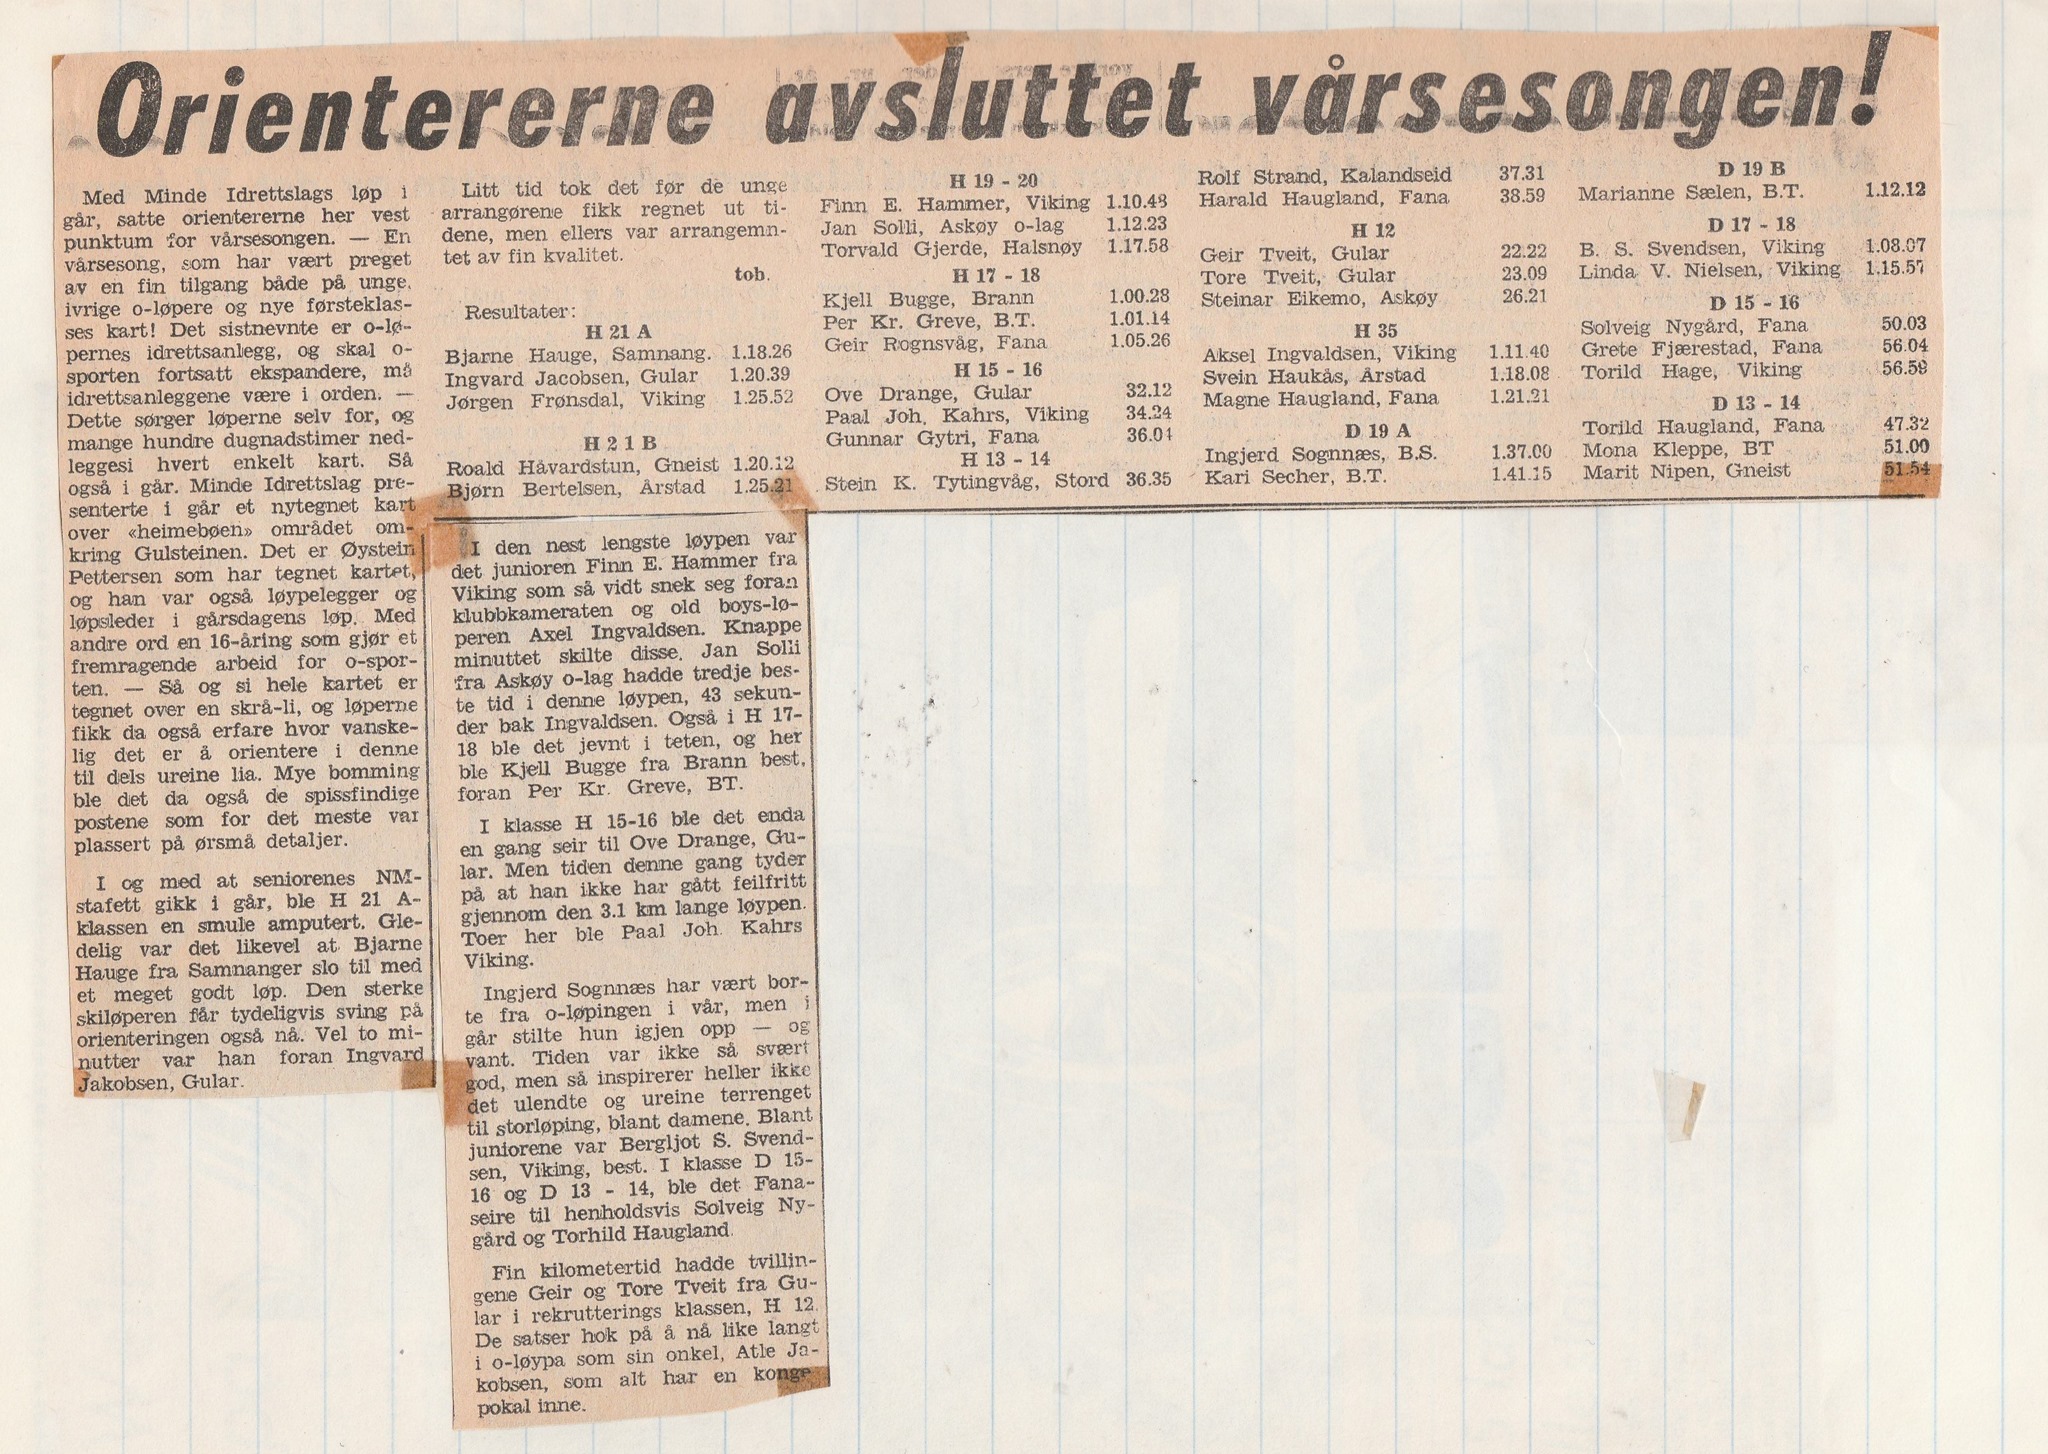 Orientererne avsluttet vårsesongen!
Med Minde Idrettslags løp i
går, satte orientererne her vest
punktum for vårsesongen. — En
vårsesong, som har vært preget
av en fin tilgang både på unge,
ivrige o-løpere og nye førsteklas-
ses kart! Det sistnevnte er o-lø-
pernes idrettsanlegg, og skal o-
sporten fortsatt ekspandere, må
idrettsanleggene være i orden. —
Dette sørger løperne selv for, og
mange hundre dugnadstimer ned-
leggesi hvert enkelt kart. Så
også i går. Minde Idrettslag pre-
senterte i går et nytegnet kart
over «heimebøen» området om-
kring Gulsteinen. Det er Øystein
Pettersen som har tegnet kartet,
og han var også løypelegger og
løpsleder i gårsdagens løp. Med
andre ord en 16-åring som gjør et
fremragende arbeid for o-spor-
ten. — Så og si hele kartet er
tegnet over en skrå-li, og løperne
fikk da også erfare hvor vanske-
lig det er å orientere i denne
til dels ureine lia. Mye bomming
ble det da også de spissfindige
postene som for det meste var
plassert på ørsmå detaljer.
I og med at seniorenes NM-
stafett gikk i går, ble H 21 A-
klassen en smule amputert. Gle-
delig var det likevel at Bjarne
Hauge fra Samnanger slo til med
et meget godt løp. Den sterke
skiløperen får tydeligvis sving på
orienteringen også nå. Vel to mi-
nutter var han foran Ingvard
Jakobsen, Gular.
I den nest lengste løypen var
det junioren Finn E. Hammer fra
Viking som så vidt snek seg foran
klubbkameraten og old boys-lø-
peren Axel Ingvaldsen. Knappe
minuttet skilte disse. Jan Solli
fra Askøy o-lag hadde tredje bes-
te tid i denne løypen, 43 sekun-
der bak Ingvaldsen. Også i H 17-
18 ble det jevnt i teten, og her
ble Kjell Bugge fra Brann best,
foran Per Kr. Greve, BT.
I klasse H 15-16 ble det enda
en gang seir til Ove Drange, Gu-
lar. Men tiden denne gang tyder
på at han ikke har gått feilfritt
gjennom den 3.1 km lange løypen.
Toer her ble Paal Joh. Kahrs
Viking.
Ingjerd Sognnæs har vært bor-
te fra o-løpingen i vår, men i
går stilte hun igjen opp — og
vant. Tiden var ikke så svært
god, men så inspirerer heller ikke
det ulendte og ureine terrenget
til storløping, blant damene. Blant
juniorene var Bergljot S. Svend-
sen, Viking, best. I klasse D 15-
16 og D 13 - 14, ble det Fana-
seire til henholdsvis Solveig Ny-
gård og Torhild Haugland.
Fin kilometertid hadde tvillin-
gene Geir og Tore Tveit fra Gu-
lar i rekrutterings klassen, H 12.
De satser hok på å nå like langt
i o-løypa som sin onkel, Atle Ja-
kobsen, som alt har en konge
pokal inne.
Litt tid tok det før de unge
arrangørene fikk regnet ut ti-
dene, men ellers var arrangemn-
tet av fin kvalitet.
tob.
Resultater:
H 21 A
Bjarne Hauge, Samnang. 1.18.26
Ingvard Jacobsen, Gular 1.20.39
Jørgen Frønsdal, Viking 1.25.52
H 2 1 B
Roald Håvardstun, Gneist 1.20.12
Bjørn Bertelsen, Årstad 1.25.21
H 19 - 20
Finn E. Hammer, Viking 1.10.48
Jan Solli, Askøy o-lag 1.12.23
Torvald Gjerde, Halsnøy 1.17.58
H 17 - 18
Kjell Bugge, Brann 1.00.28
Per Kr. Greve, B.T. 1.01.14
Geir Rognsvåg, Fana 1.05.26
H 15 - 16
Ove Drange, Gular 32.12
Paal Joh. Kahrs, Viking 34.24
Gunnar Gytri, Fana 36.04
H 13 - 14
Stein K. Tytingvåg, Stord 36.35
Rolf Strand, Kalandseid 37.31
Harald Haugland, Fana 38.59
H 12
Geir Tveit, Gular 22.22
Tore Tveit, Gular 23.09
Steinar Eikemo, Askøy 26.21
H 35
Aksel Ingvaldsen, Viking 1.11.40
Svein Haukås, Årstad 1.18.08
Magne Haugland, Fana 1.21.21
D 19 A
Ingjerd Sognnæs, B.S. 1.37.00
Kari Secher, B.T. 1.41.15
D 19 B
Marianne Sælen, B.T. 1.12.12
D 17 - 18
B. S. Svendsen, Viking 1.08.07
Linda V. Nielsen, Viking 1.15.57
D 15 - 16
Solveig Nygård, Fana 50.03
Grete Fjærestad, Fana 56.04
Torild Hage, Viking 56.59
D 13 - 14
Torild Haugland, Fana 47.32
Mona Kleppe, BT 51.00
Marit Nipen, Gneist 51.54